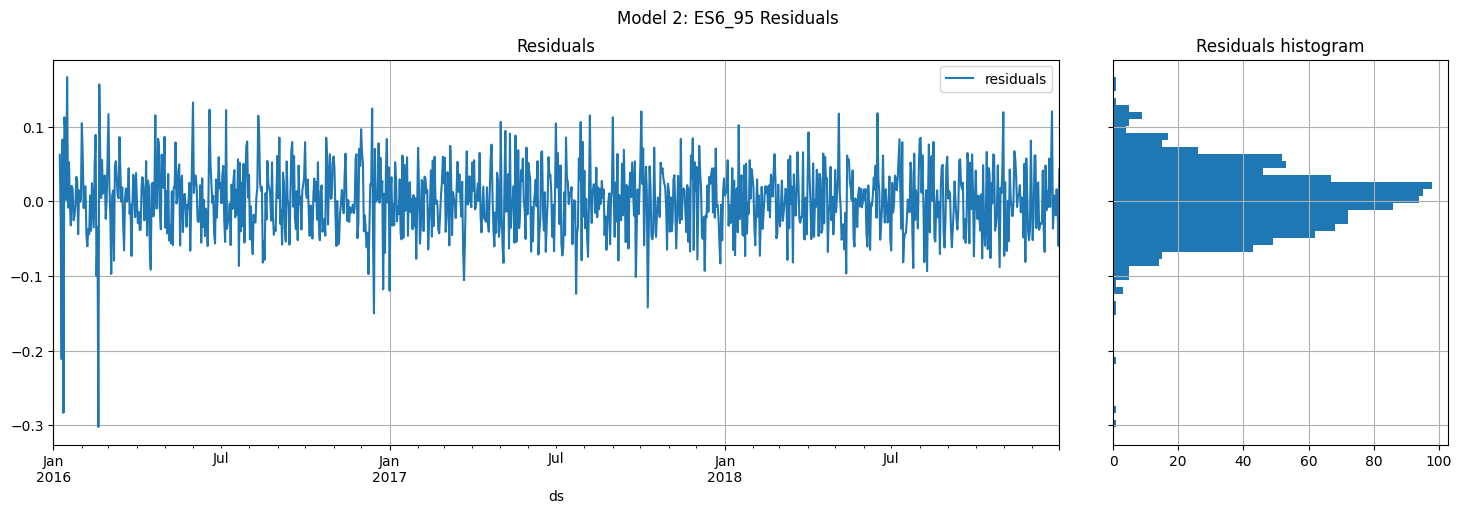 Model 2: ES6_95 Residuals
Residuals
Residuals histogram
residuals
0.1
0.0
−0.1
−0.2
−0.3
Jan
2016
Jul
Jan
2017
Jul
Jan
2018
Jul
ds
0 20 40 60 80 100